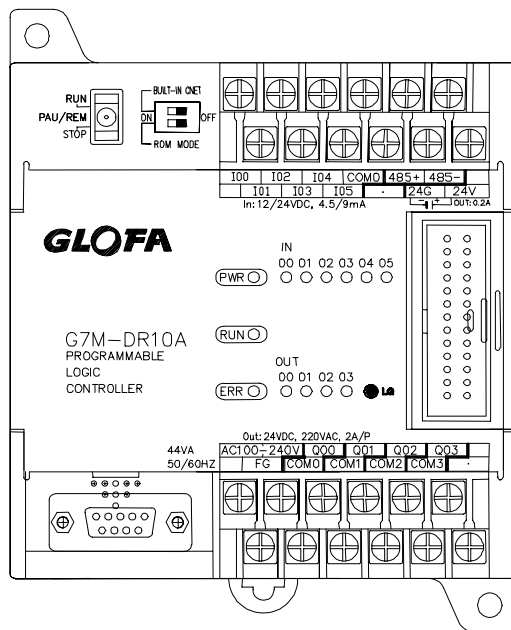 BUILT-IN CNET
RUN
PAU/REM
STOP
ON OFF
ROM MODE
I00 I02 I04 COM0 485+ 485-
I01 I03 I05 · 24G 24V
In: 12/24VDC, 4.5/9mA - + OUT: 0.2A
GLOFA
IN
00 01 02 03 04 05
PWR
G7M-DR10A
PROGRAMMABLE
LOGIC
CONTROLLER
RUN
OUT
00 01 02 03
ERR
LG
Out: 24VDC, 220VAC, 2A/P
44VA AC100-240V Q00 Q01 Q02 Q03
50/60HZ FG COM0 COM1 COM2 COM3 ·